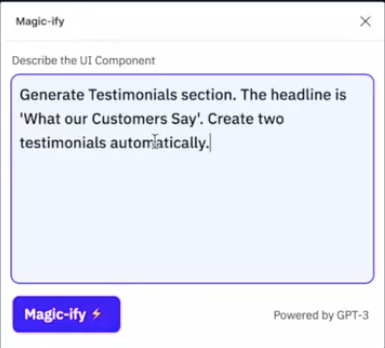 Magic-ify
Describe the UI Component
Generate Testimonials section. The headline is
'What our Customers Say'. Create two
testimonials automatically.
Magic-ify⚡
Powered by GPT-3